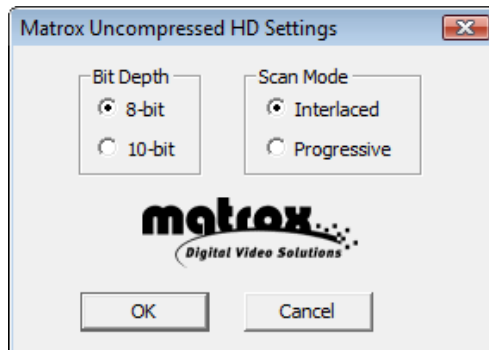 Matrox Uncompressed HD Settings
Bit Depth
8-bit
10-bit
Scan Mode
Interlaced
Progressive
matrox
Digital Video Solutions
OK
Cancel